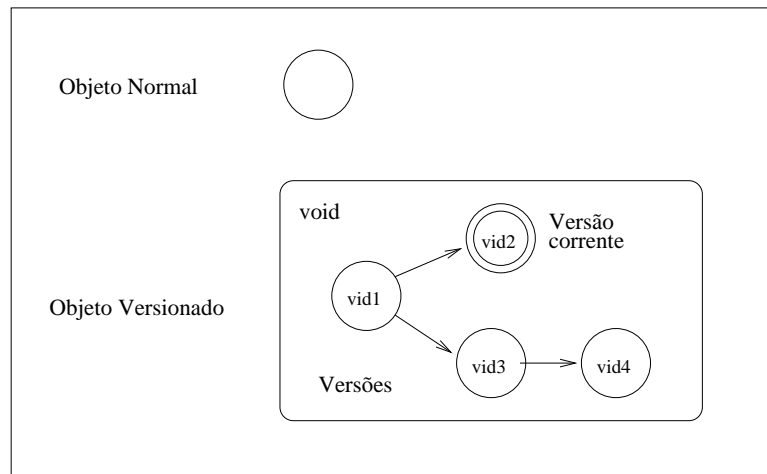 Objeto Normal
void
vid2
Versão
corrente
vid1
Objeto Versionado
vid3
vid4
Versões